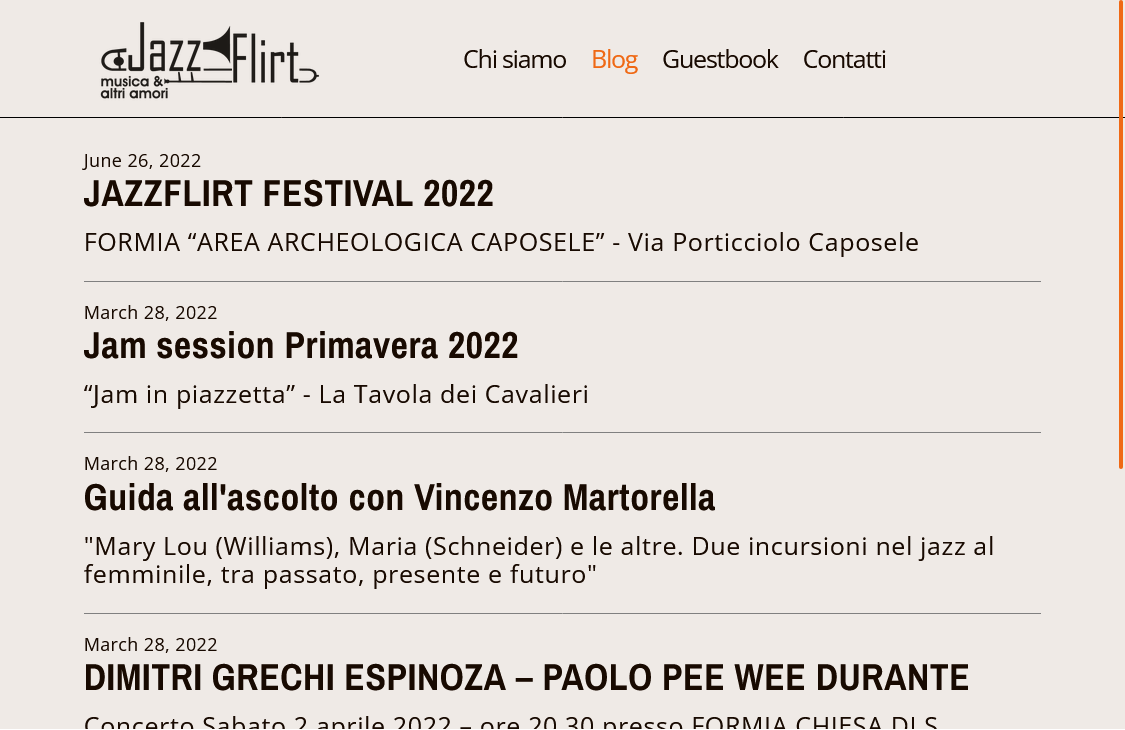 Jazz Flirt
musica &
altri amori
Chi siamo Blog Guestbook Contatti
June 26, 2022
JAZZFLIRT FESTIVAL 2022
FORMIA “AREA ARCHEOLOGICA CAPOSELE” - Via Porticciolo Caposele
March 28, 2022
Jam session Primavera 2022
“Jam in piazzetta” - La Tavola dei Cavalieri
March 28, 2022
Guida all'ascolto con Vincenzo Martorella
"Mary Lou (Williams), Maria (Schneider) e le altre. Due incursioni nel jazz al
femminile, tra passato, presente e futuro"
March 28, 2022
DIMITRI GRECHI ESPINOZA – PAOLO PEE WEE DURANTE
Concerto Sabato 2 aprile 2022 – ore 20.30 presso FORMIA CHIESA DI S.